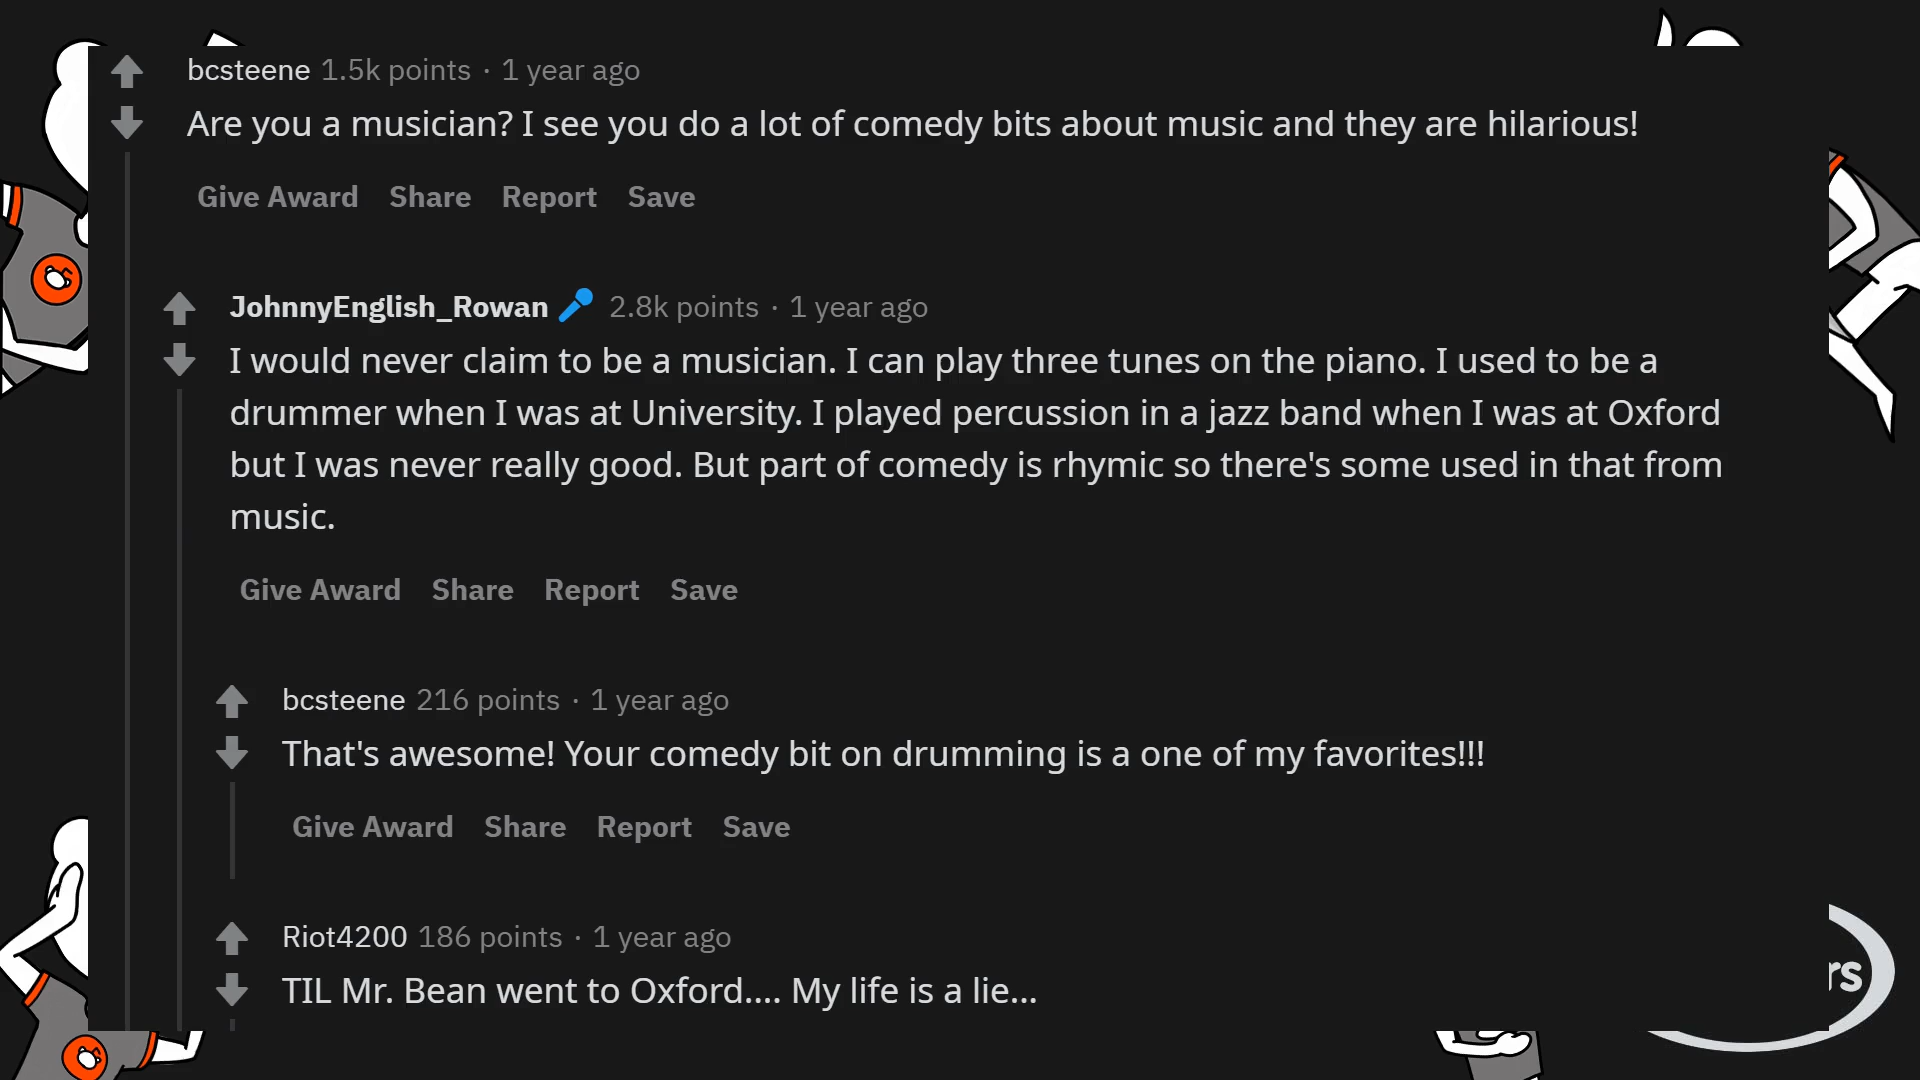 bcsteene 1.5k points · 1 year ago
Are you a musician? I see you do a lot of comedy bits about music and they are hilarious!
Give Award Share Report Save
JohnnyEnglish_Rowan 🎤 2.8k points · 1 year ago
I would never claim to be a musician. I can play three tunes on the piano. I used to be a
drummer when I was at University. I played percussion in a jazz band when I was at Oxford
but I was never really good. But part of comedy is rhymic so there's some used in that from
music.
Give Award Share Report Save
bcsteene 216 points · 1 year ago
That's awesome! Your comedy bit on drumming is a one of my favorites!!!
Give Award Share Report Save
Riot4200 186 points · 1 year ago
TIL Mr. Bean went to Oxford.... My life is a lie...